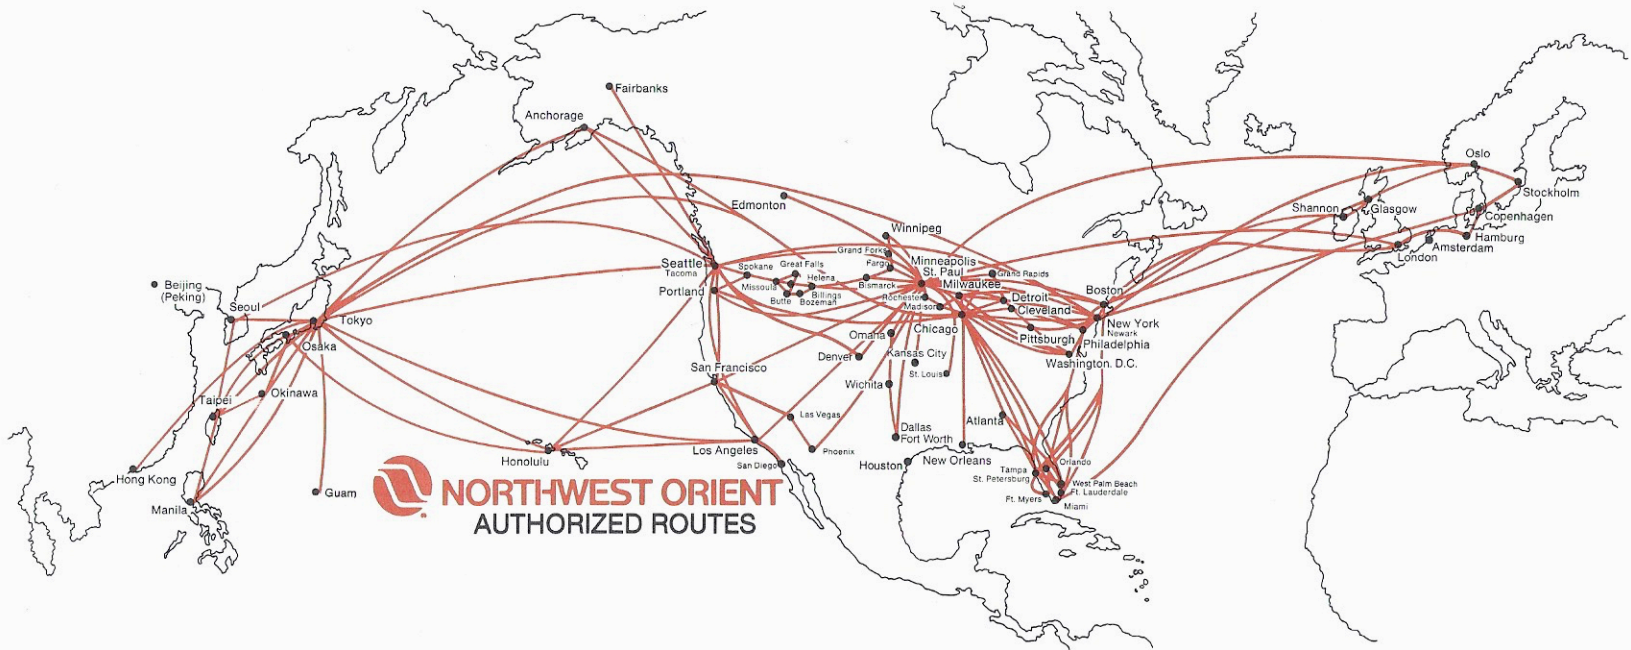 Fairbanks
Anchorage
Edmonton
Winnipeg
Grand Forks
Fargo
Bismarck
Minneapolis
St. Paul
Grand Rapids
Milwaukee
Rochester
Madison
Detroit
Cleveland
Chicago
Pittsburgh
Boston
New York
Newark
Philadelphia
Washington. D.C.
Seattle
Tacoma
Portland
Spokane
Great Falls
Missoula
Helena
Butte
Bozeman
Billings
Omaha
Denver
Kansas City
St. Louis
Wichita
San Francisco
Las Vegas
Los Angeles
San Diego
Phoenix
Dallas
Fort Worth
Houston
New Orleans
Atlanta
Orlando
Tampa
St. Petersburg
West Palm Beach
Ft. Lauderdale
Ft. Myers
Miami
Oslo
Stockholm
Shannon
Glasgow
Copenhagen
Hamburg
Amsterdam
London
Beijing
(Peking)
Seoul
Tokyo
Osaka
Okinawa
Taipei
Hong Kong
Manila
Guam
Honolulu
NORTHWEST ORIENT
AUTHORIZED ROUTES